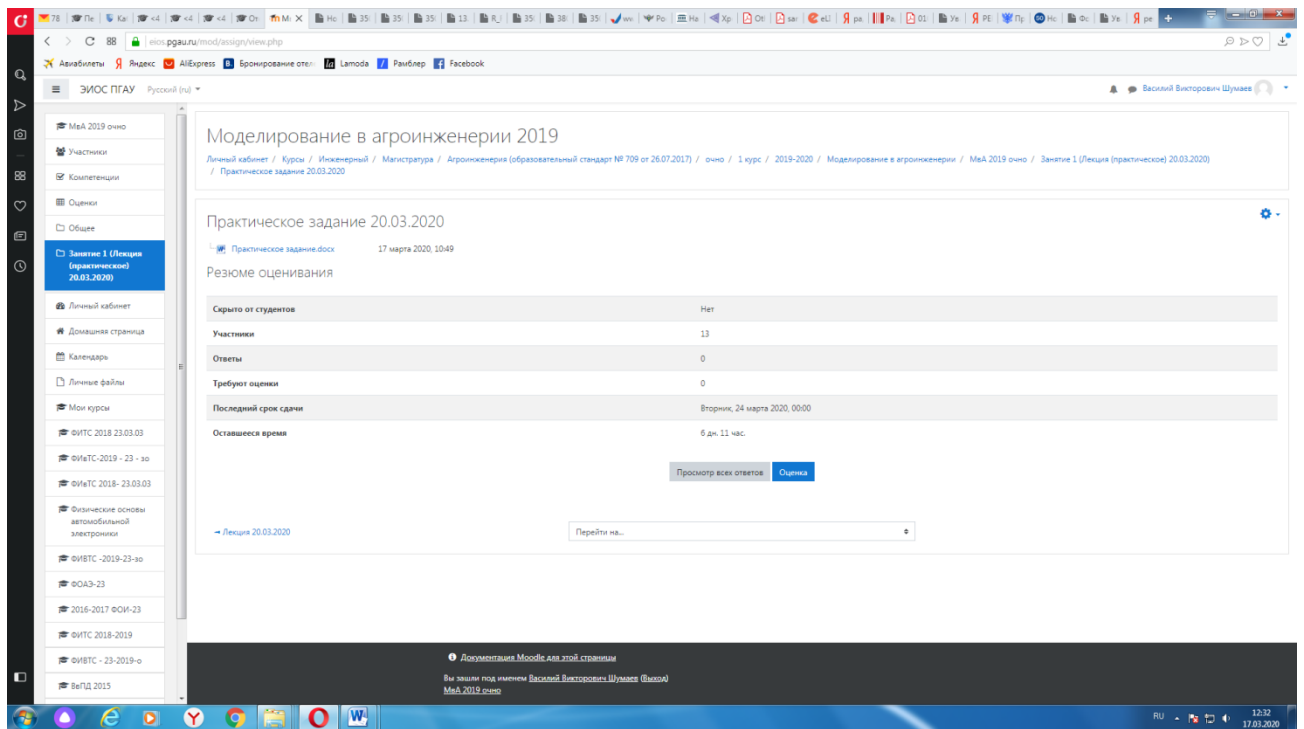 78
88
eios.pgau.ru/mod/assign/view.php
Авиабилеты Яндекс AliExpress Бронирование отел Lamoda Рамблер Facebook
ЭИОС ПГАУ Русский (ru)
Василий Викторович Шумаев
МвА 2019 очно
Участники
Компетенции
Оценки
Общее
Занятие 1 (Лекция
(практическое)
20.03.2020)
Личный кабинет
Домашняя страница
Календарь
Личные файлы
Мои курсы
ФИТС 2018 23.03.03
ФИвТС-2019 - 23 - зо
ФИвТС 2018- 23.03.03
Физические основы
автомобильной
электроники
ФИВТС -2019-23-зо
ФОАЭ-23
2016-2017 ФОИ-23
ФИТС 2018-2019
ФИВТС - 23-2019-о
ВеПД 2015
Моделирование в агроинженерии 2019
Личный кабинет / Курсы / Инженерный / Магистратура / Агроинженерия (образовательный стандарт № 709 от 26.07.2017) / очно / 1 курс / 2019-2020 / Моделирование в агроинженерии / МвА 2019 очно / Занятие 1 (Лекция (практическое) 20.03.2020)
/ Практическое задание 20.03.2020
Практическое задание 20.03.2020
Практическое задание.docx 17 марта 2020, 10:49
Резюме оценивания
Скрыто от студентов Нет
Участники 13
Ответы 0
Требуют оценки 0
Последний срок сдачи Вторник, 24 марта 2020, 00:00
Оставшееся время 6 дн. 11 час.
Просмотр всех ответов Оценка
Лекция 20.03.2020 Перейти на...
Документация Moodle для этой страницы
Вы зашли под именем Василий Викторович Шумаев (Выход)
МвА 2019 очно
RU 12:32
17.03.2020